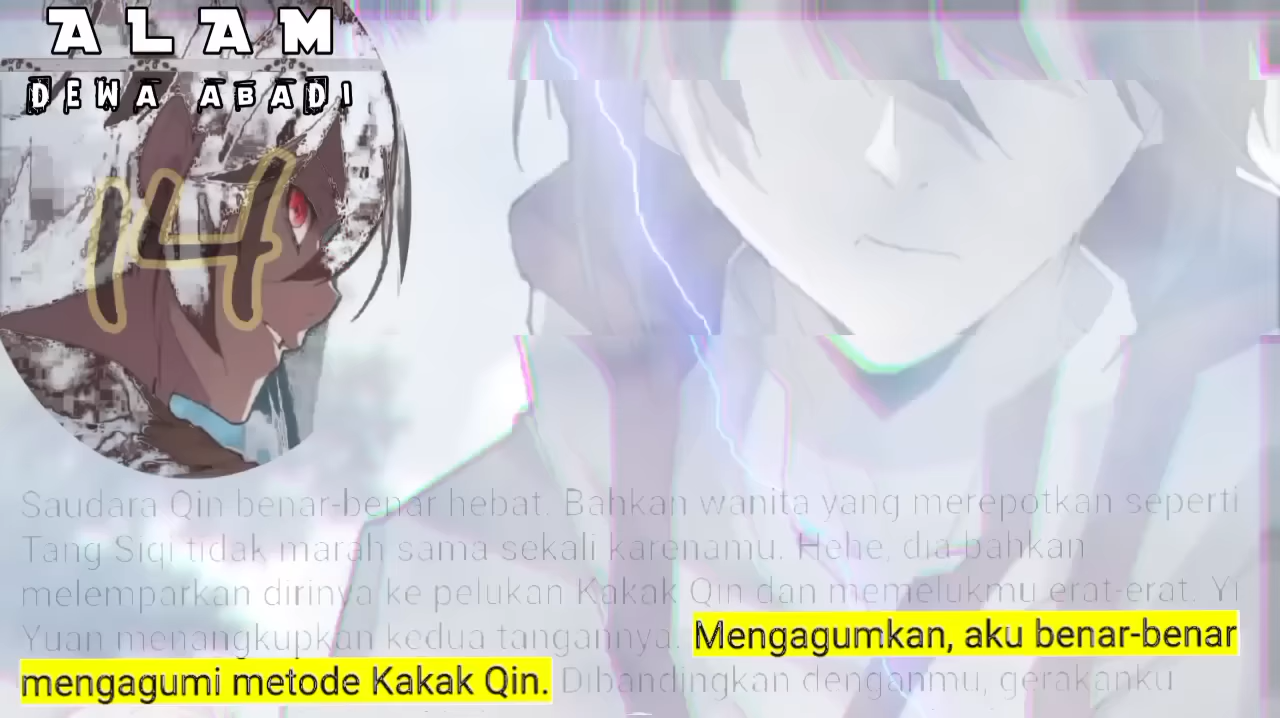 ALAM
DEWA ABADI
14
Saudara Qin benar-benar hebat. Bahkan wanita yang merepotkan seperti
Tang Siqi tidak marah sama sekali karenamu. Hehe, dia bahkan
melemparkan dirinya ke pelukan Kakak Qin dan memelukmu erat-erat. Yi
Yuan menangkupkan kedua tangannya. Mengagumkan, aku benar-benar
mengagumi metode Kakak Qin. Dibandingkan denganmu, gerakanku